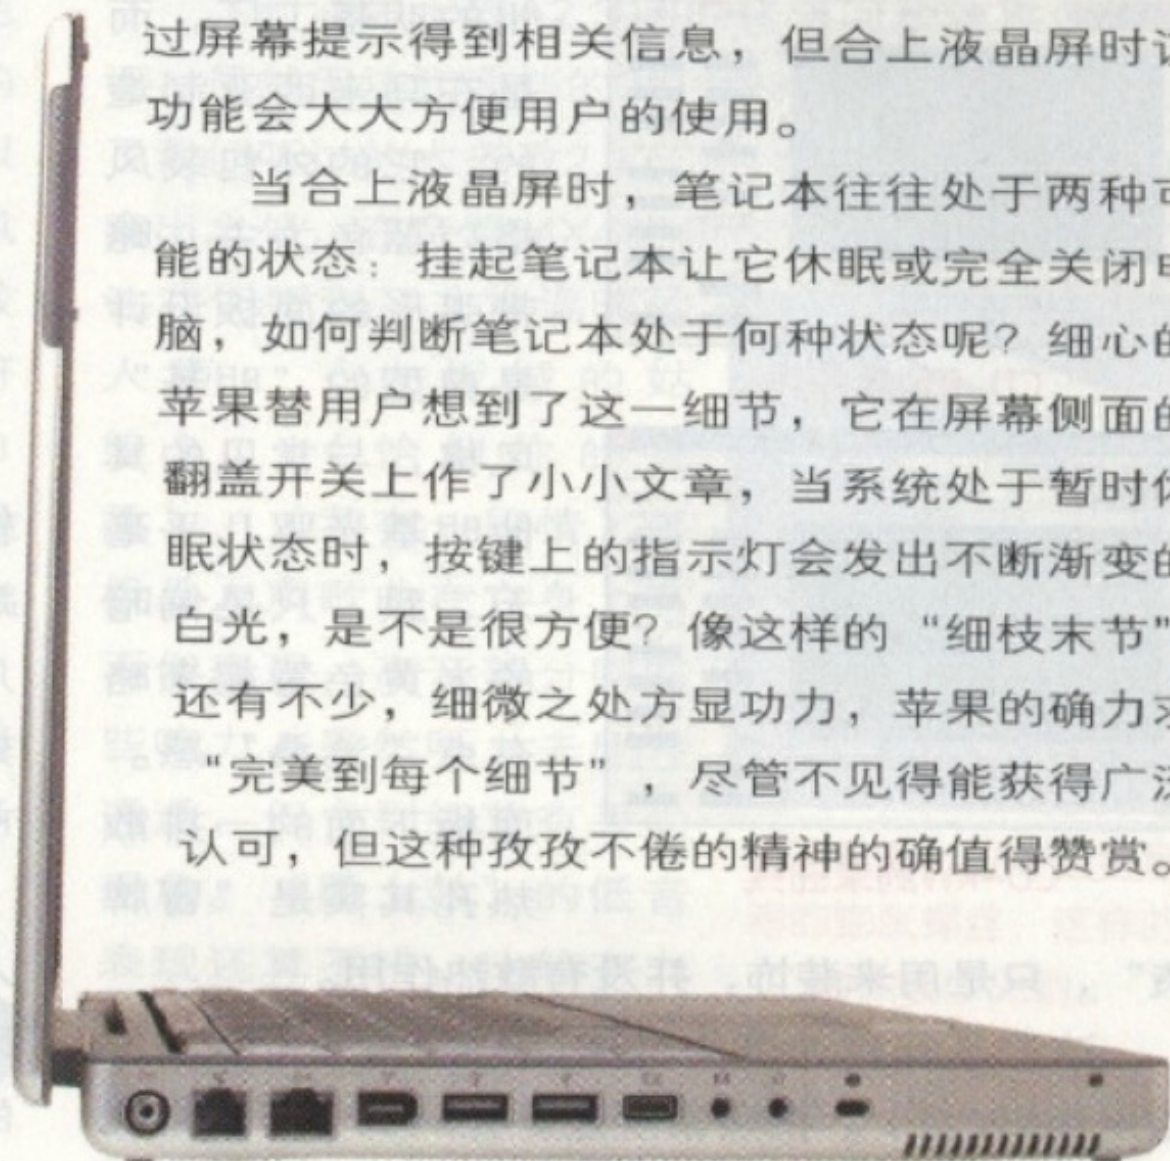 过屏幕提示得到相关信息，但合上液晶屏时
功能会大大方便用户的使用。
当合上液晶屏时，笔记本往往处于两种可
能的状态：挂起笔记本让它休眠或完全关闭电
脑，如何判断笔记本处于何种状态呢？细心的
苹果替用户想到了这一细节，它在屏幕侧面的
翻盖开关上作了小小文章，当系统处于暂时休
眠状态时，按键上的指示灯会发出不断渐变的
白光，是不是很方便？像这样的“细枝末节”
还有不少，细微之处方显功力，苹果的确力求
“完美到每个细节”，尽管不见得能获得广泛
认可，但这种孜孜不倦的精神的确值得赞赏。